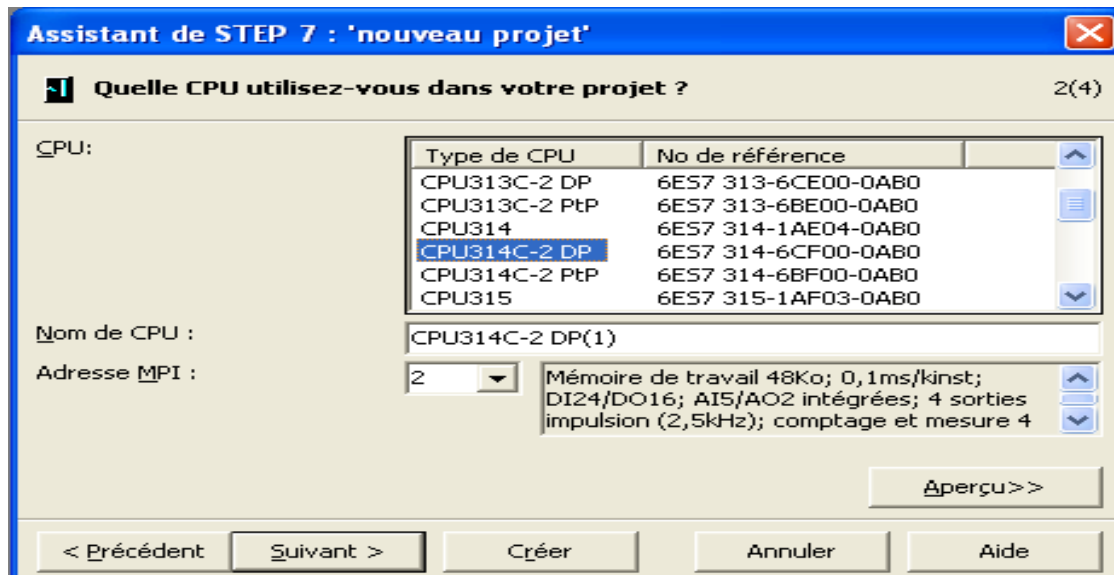 Assistant de STEP 7 : 'nouveau projet'
Quelle CPU utilisez-vous dans votre projet ? 2(4)
CPU:
Type de CPU No de référence
CPU313C-2 DP 6ES7 313-6CE00-0AB0
CPU313C-2 PtP 6ES7 313-6BE00-0AB0
CPU314 6ES7 314-1AE04-0AB0
CPU314C-2 DP 6ES7 314-6CF00-0AB0
CPU314C-2 PtP 6ES7 314-6BF00-0AB0
CPU315 6ES7 315-1AF03-0AB0
Nom de CPU : CPU314C-2 DP(1)
Adresse MPI : 2
Mémoire de travail 48Ko; 0,1ms/kinst;
DI24/DO16; AI5/AO2 intégrées; 4 sorties
impulsion (2,5kHz); comptage et mesure 4
Aperçu>>
< Précédent Suivant > Créer Annuler Aide